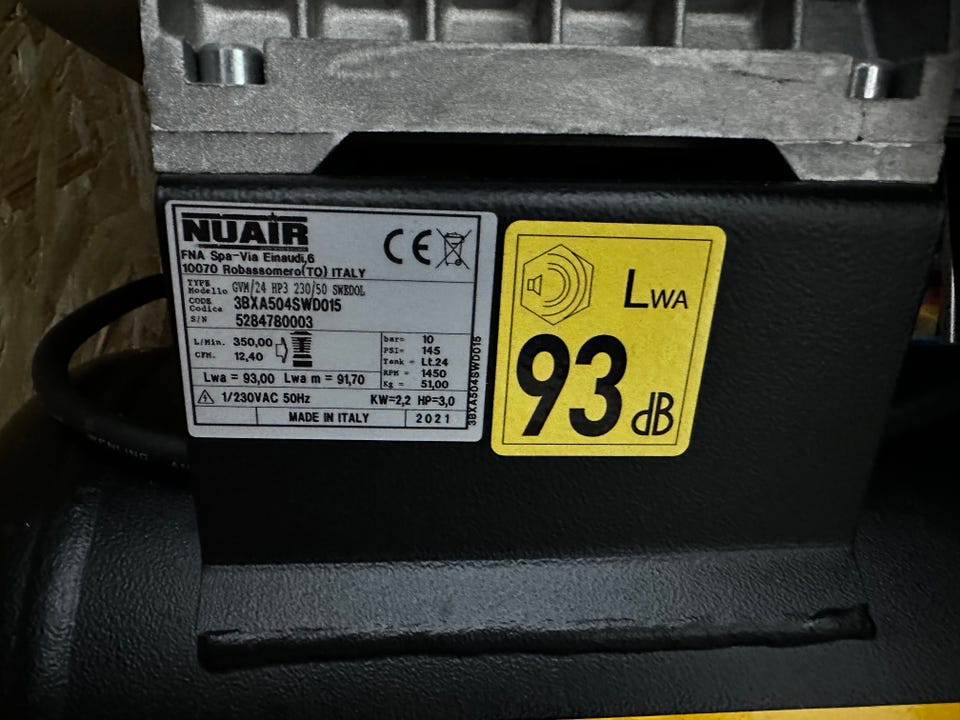 NUAIR
FNA Spa-Via Einaudi,6
10070 Robassomero(TO) ITALY
CE
TYPE
Modello GVM/24 HP3 230/50 SWEDOL
CODE
Codice 3BXA504SWD015
S/N 5284780003
L/Min. 350,00
CFM. 12,40
bar= 10
PSI= 145
Tank = Lt.24
RPM = 1450
Kg = 51,00
Lwa = 93,00 Lwa m = 91,70
1/230VAC 50Hz KW=2,2 HP=3,0
MADE IN ITALY 2021
3BXA504SWD015
LWA
93 dB